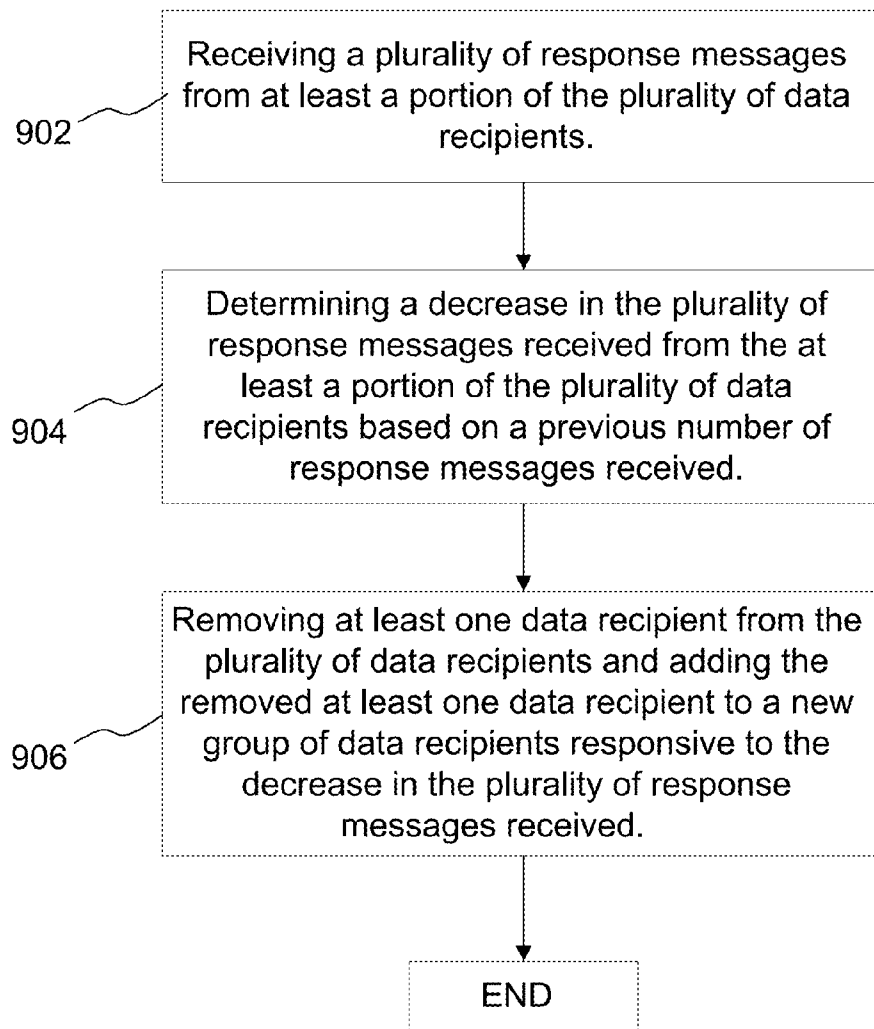 Receiving a plurality of response messages
from at least a portion of the plurality of data
recipients.
902
Determining a decrease in the plurality of
response messages received from the at
least a portion of the plurality of data
recipients based on a previous number of
response messages received.
904
Removing at least one data recipient from the
plurality of data recipients and adding the
removed at least one data recipient to a new
group of data recipients responsive to the
decrease in the plurality of response
messages received.
906
END